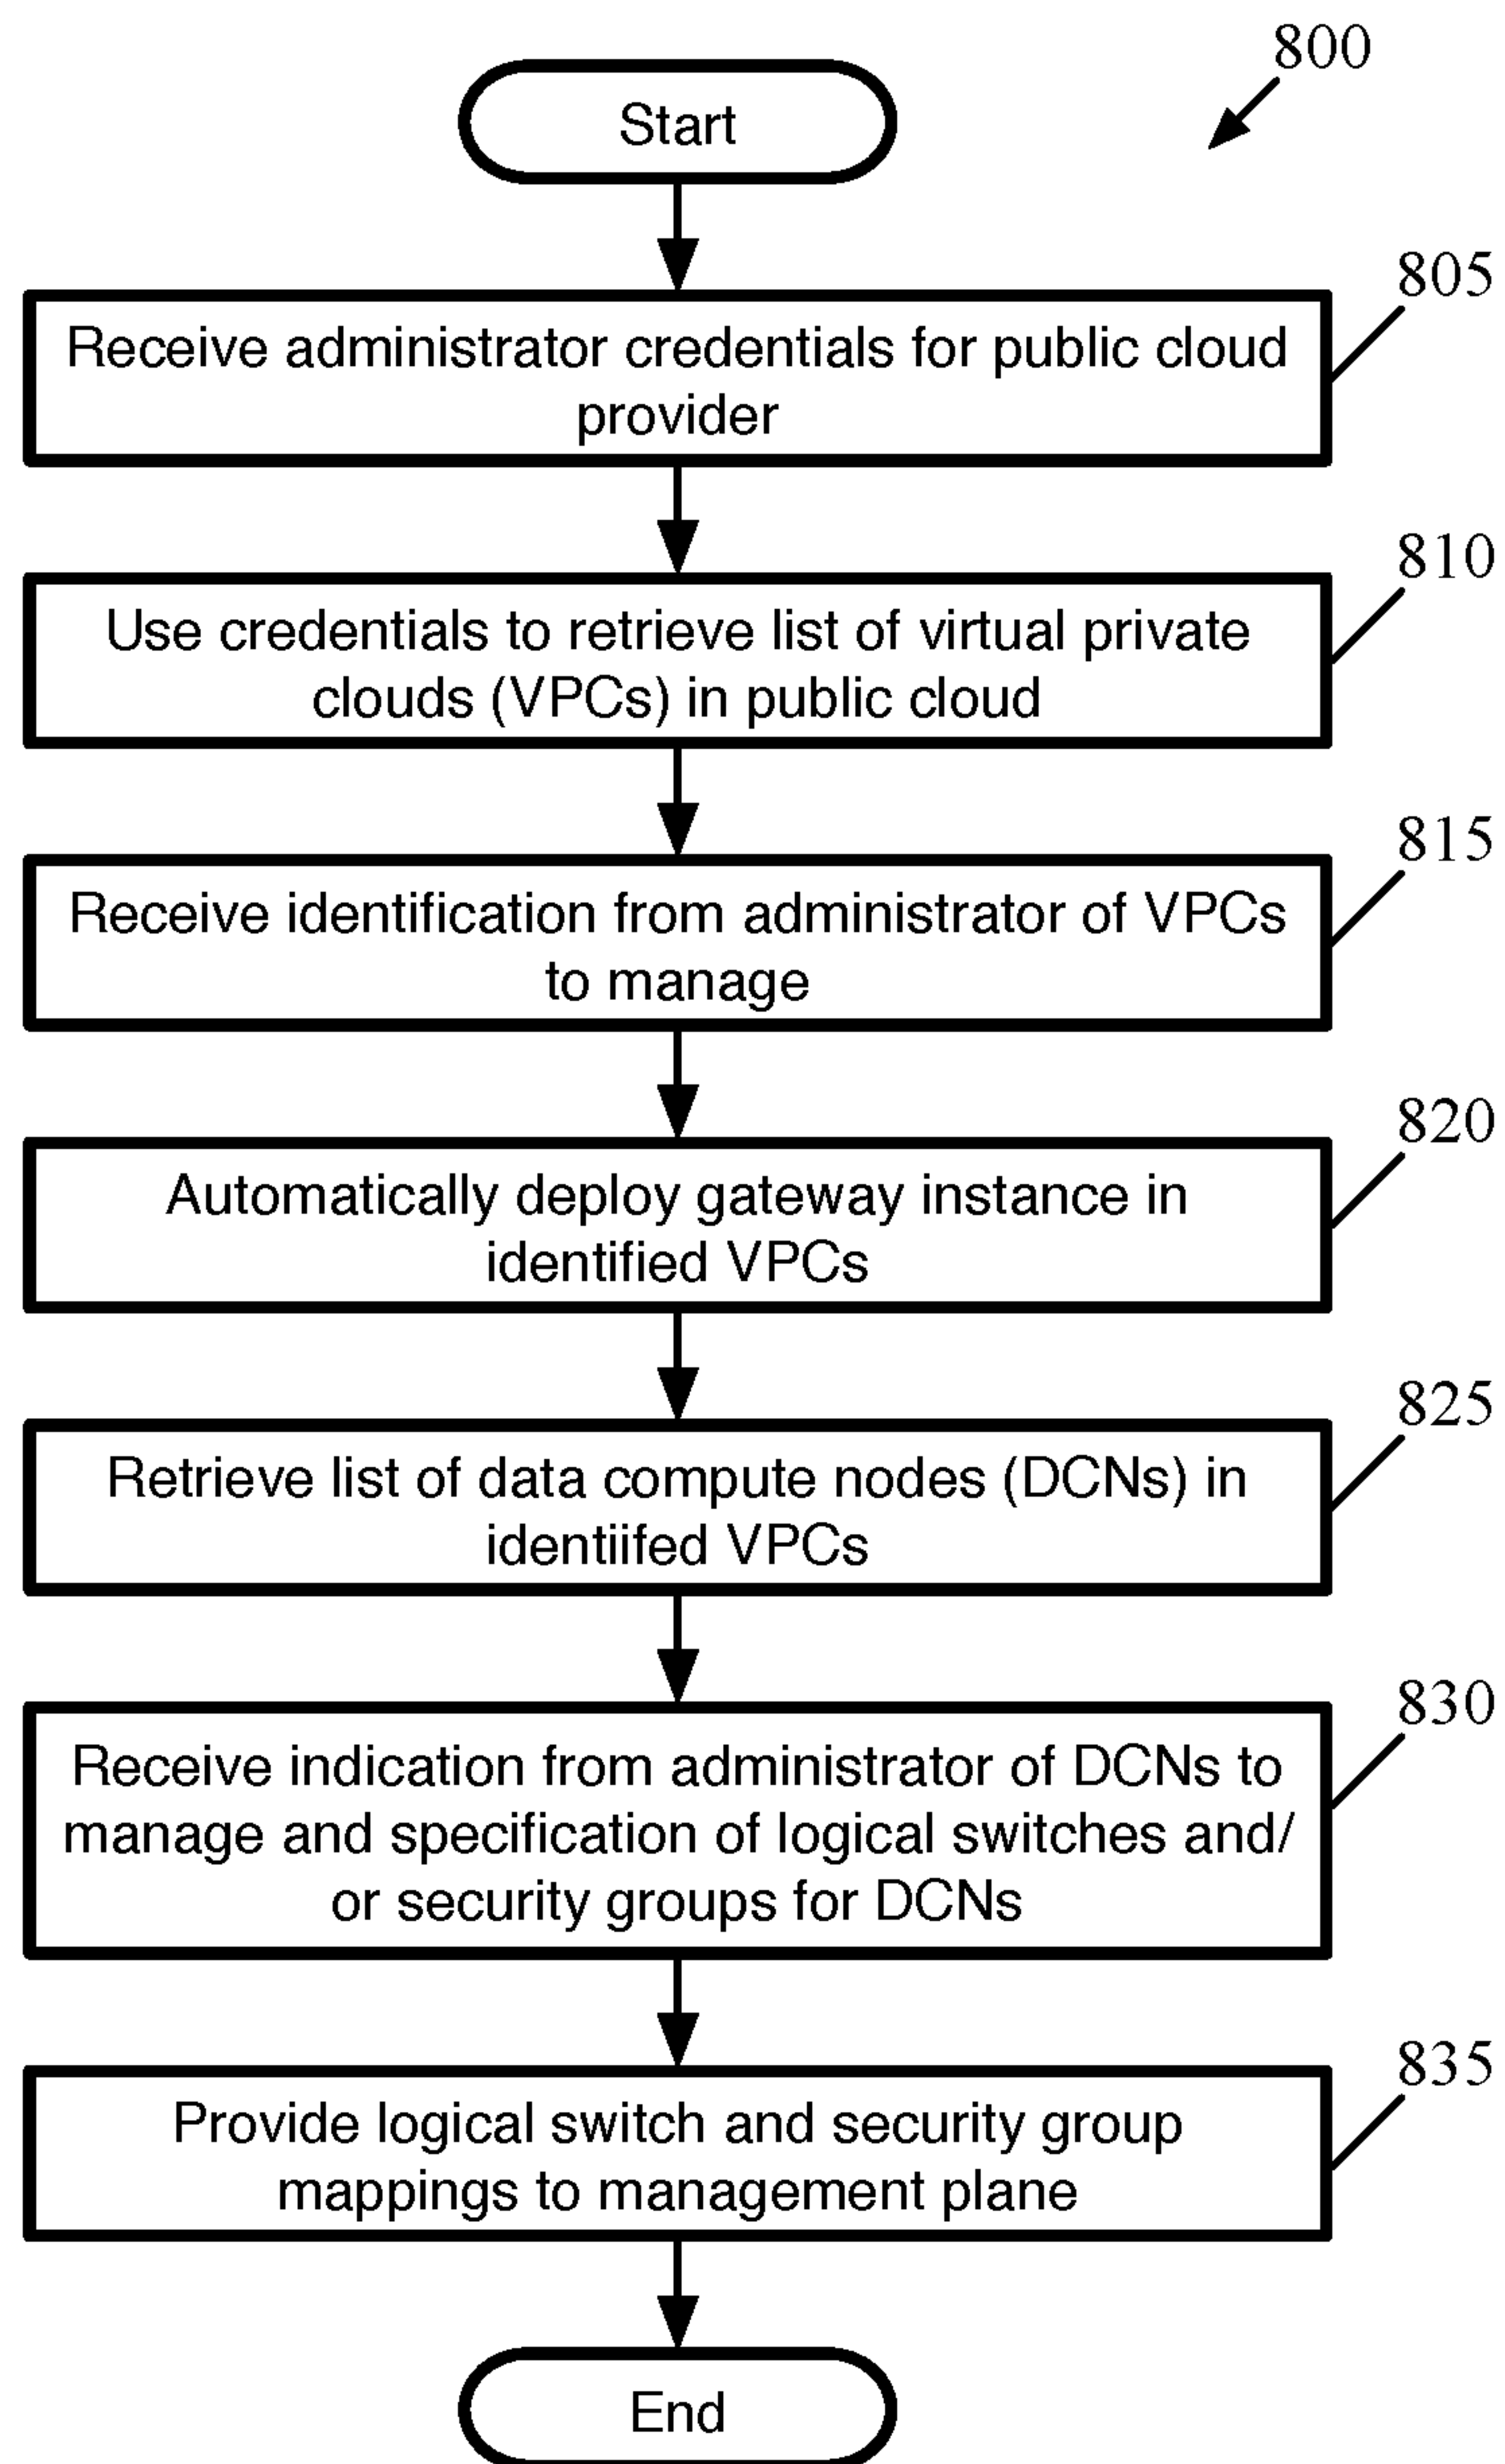 800
Start
805
Receive administrator credentials for public cloud
provider
810
Use credentials to retrieve list of virtual private
clouds (VPCs) in public cloud
815
Receive identification from administrator of VPCs
to manage
820
Automatically deploy gateway instance in
identified VPCs
825
Retrieve list of data compute nodes (DCNs) in
identiifed VPCs
830
Receive indication from administrator of DCNs to
manage and specification of logical switches and/
or security groups for DCNs
835
Provide logical switch and security group
mappings to management plane
End